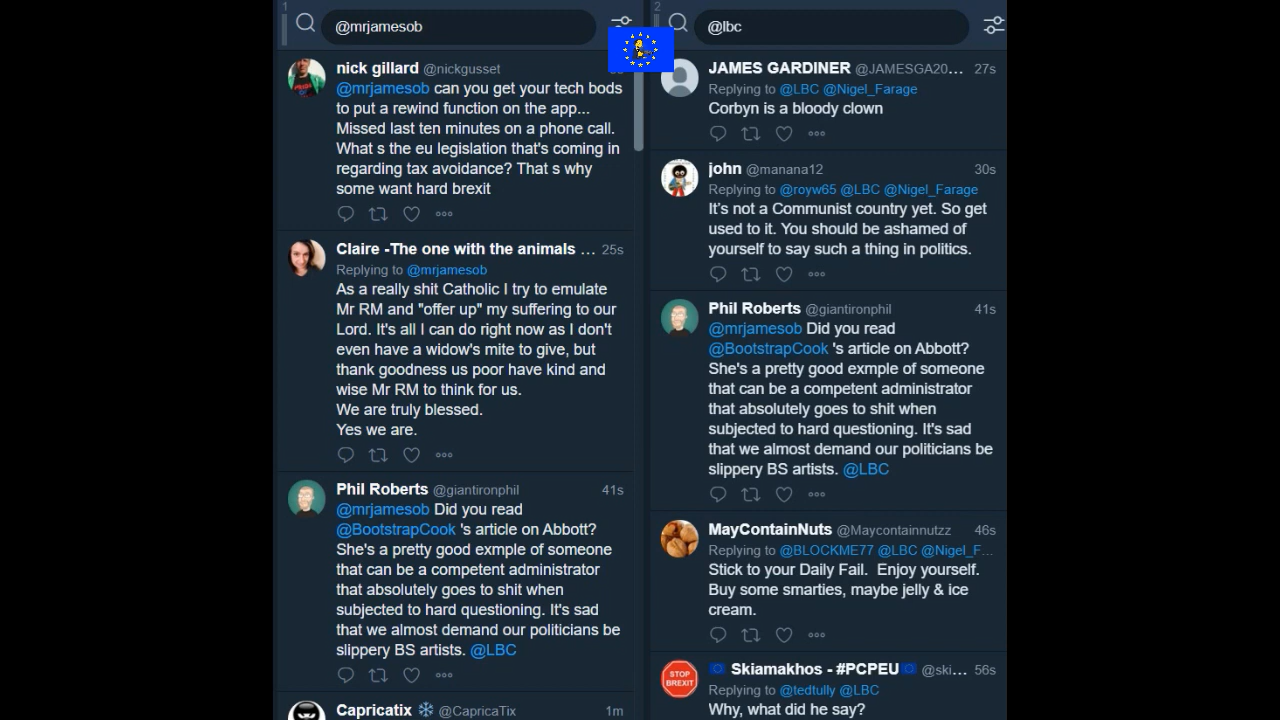 1
@mrjamesob
nick gillard @nickgusset
@mrjamesob can you get your tech bods
to put a rewind function on the app...
Missed last ten minutes on a phone call.
What s the eu legislation that's coming in
regarding tax avoidance? That s why
some want hard brexit
Claire -The one with the animals ... 25s
Replying to @mrjamesob
As a really shit Catholic I try to emulate
Mr RM and "offer up" my suffering to our
Lord. It's all I can do right now as I don't
even have a widow's mite to give, but
thank goodness us poor have kind and
wise Mr RM to think for us.
We are truly blessed.
Yes we are.
Phil Roberts @giantironphil 41s
@mrjamesob Did you read
@BootstrapCook 's article on Abbott?
She's a pretty good exmple of someone
that can be a competent administrator
that absolutely goes to shit when
subjected to hard questioning. It's sad
that we almost demand our politicians be
slippery BS artists. @LBC
Capricatix @CapricaTix 1m
2
@lbc
JAMES GARDINER @JAMESGA20... 27s
Replying to @LBC @Nigel_Farage
Corbyn is a bloody clown
john @manana12 30s
Replying to @royw65 @LBC @Nigel_Farage
It's not a Communist country yet. So get
used to it. You should be ashamed of
yourself to say such a thing in politics.
Phil Roberts @giantironphil 41s
@mrjamesob Did you read
@BootstrapCook 's article on Abbott?
She's a pretty good exmple of someone
that can be a competent administrator
that absolutely goes to shit when
subjected to hard questioning. It's sad
that we almost demand our politicians be
slippery BS artists. @LBC
MayContainNuts @Maycontainnutzz 46s
Replying to @BLOCKME77 @LBC @Nigel_F...
Stick to your Daily Fail. Enjoy yourself.
Buy some smarties, maybe jelly & ice
cream.
STOP
BREXIT
Skiamakhos - #PCPEU @ski... 56s
Replying to @tedtully @LBC
Why, what did he say?